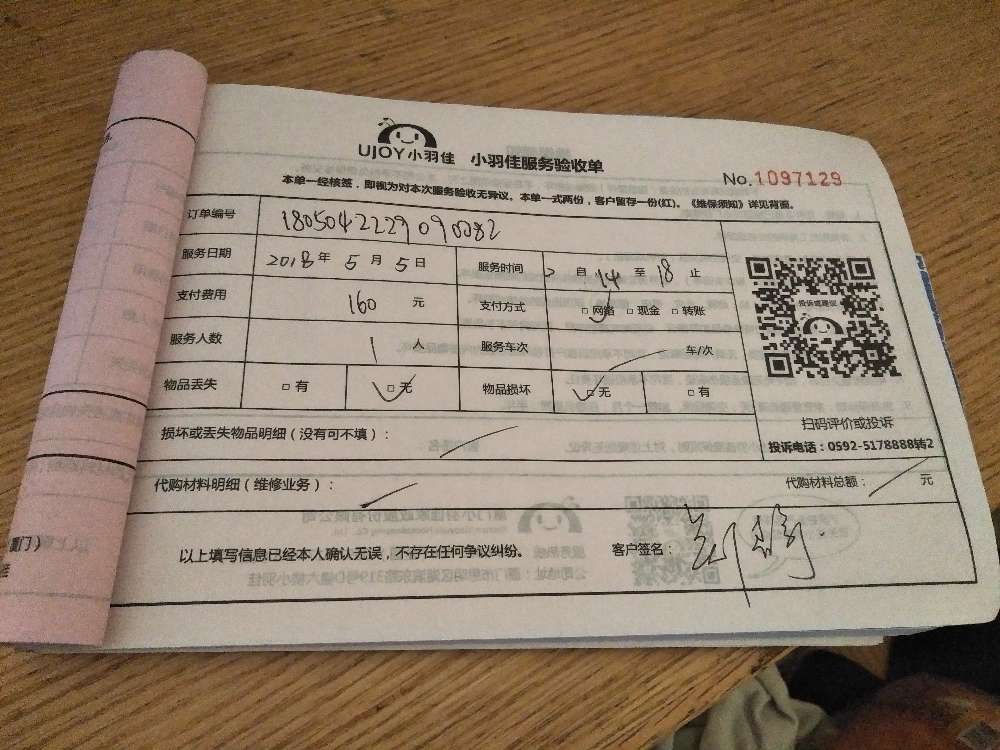 UJOY小羽佳 小羽佳服务验收单
No.1097129
本单一经核签，即视为对本次服务验收无异议。本单一式两份，客户留存一份(红)。《维保须知》详见背面。
订单编号 1805042229090082
服务日期 2018年5月5日 服务时间 自14至18止
投诉或建议
支付费用 160元 支付方式 □网络 □现金 □转账
服务人数 1人 服务车次 车/次
物品丢失 □有 □无 物品损坏 □无 □有
扫码评价或投诉
投诉电话：0592-5178888转2
损坏或丢失物品明细（没有可不填）：
代购材料明细（维修业务）： 代购材料总额： 元
以上填写信息已经本人确认无误，不存在任何争议纠纷。 客户签名：
厦门）